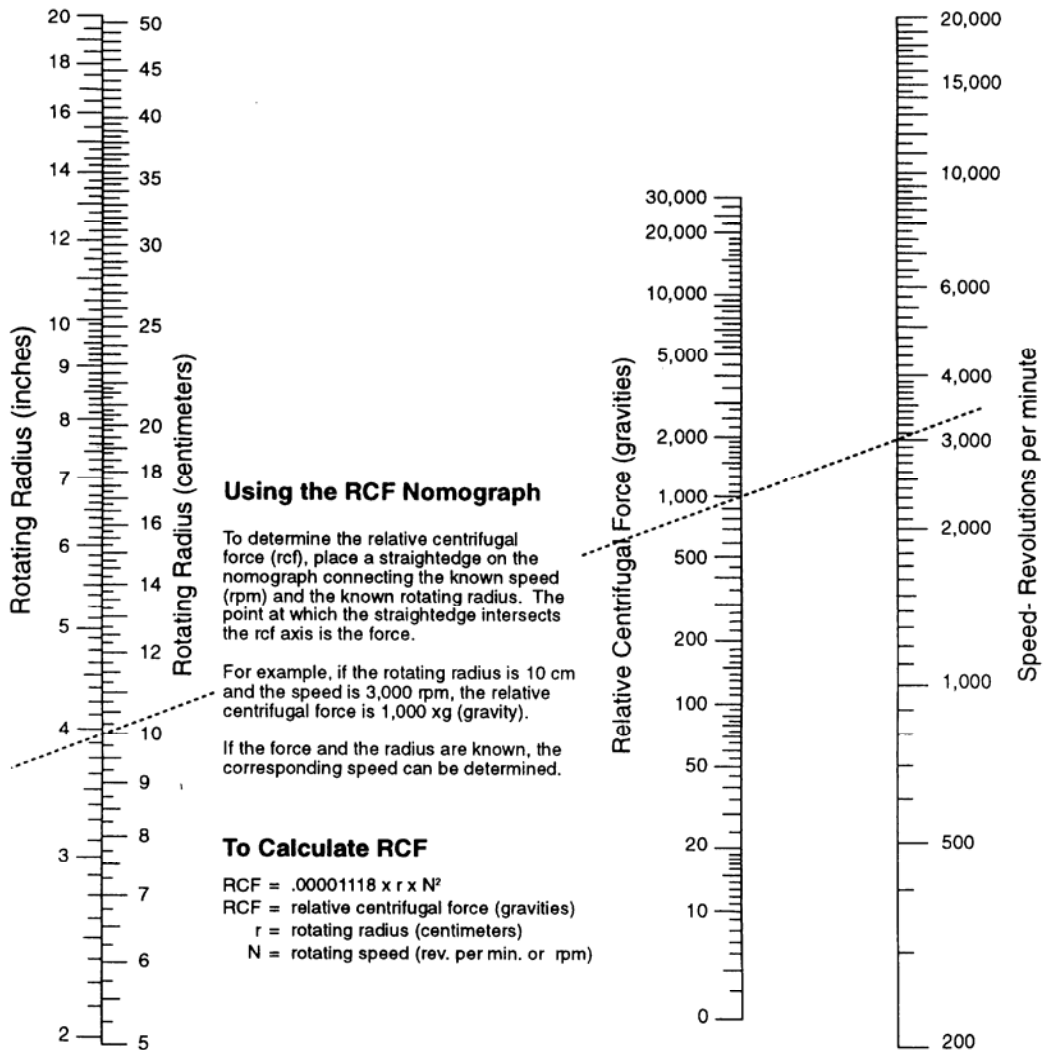 Rotating Radius (inches)
20
18
16
14
12
10
9
8
7
6
5
4
3
2
Rotating Radius (centimeters)
50
45
40
35
30
25
20
18
16
14
12
10
9
8
7
6
5
Using the RCF Nomograph
To determine the relative centrifugal
force (rcf), place a straightedge on the
nomograph connecting the known speed
(rpm) and the known rotating radius. The
point at which the straightedge intersects
the rcf axis is the force.
For example, if the rotating radius is 10 cm
and the speed is 3,000 rpm, the relative
centrifugal force is 1,000 xg (gravity).
If the force and the radius are known, the
corresponding speed can be determined.
To Calculate RCF
RCF = .00001118 x r x N²
RCF = relative centrifugal force (gravities)
r = rotating radius (centimeters)
N = rotating speed (rev. per min. or rpm)
Relative Centrifugal Force (gravities)
30,000
20,000
10,000
5,000
2,000
1,000
500
200
100
50
20
10
0
Speed- Revolutions per minute
20,000
15,000
10,000
6,000
4,000
3,000
2,000
1,000
500
200